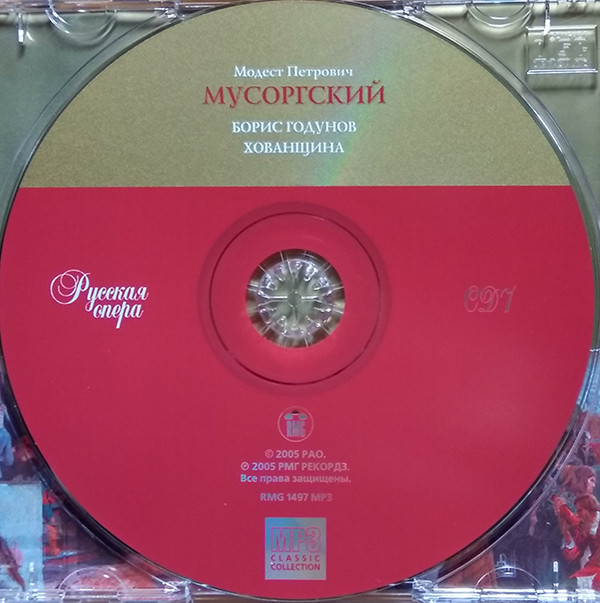 Модест Петрович
МУСОРГСКИЙ
БОРИС ГОДУНОВ
ХОВАНЩИНА
Русская
опера
CD1
RMG
© 2005 РАО.
℗ 2005 РМГ РЕКОРДЗ.
Все права защищены.
RMG 1497 MP3
MP3
CLASSIC
COLLECTION